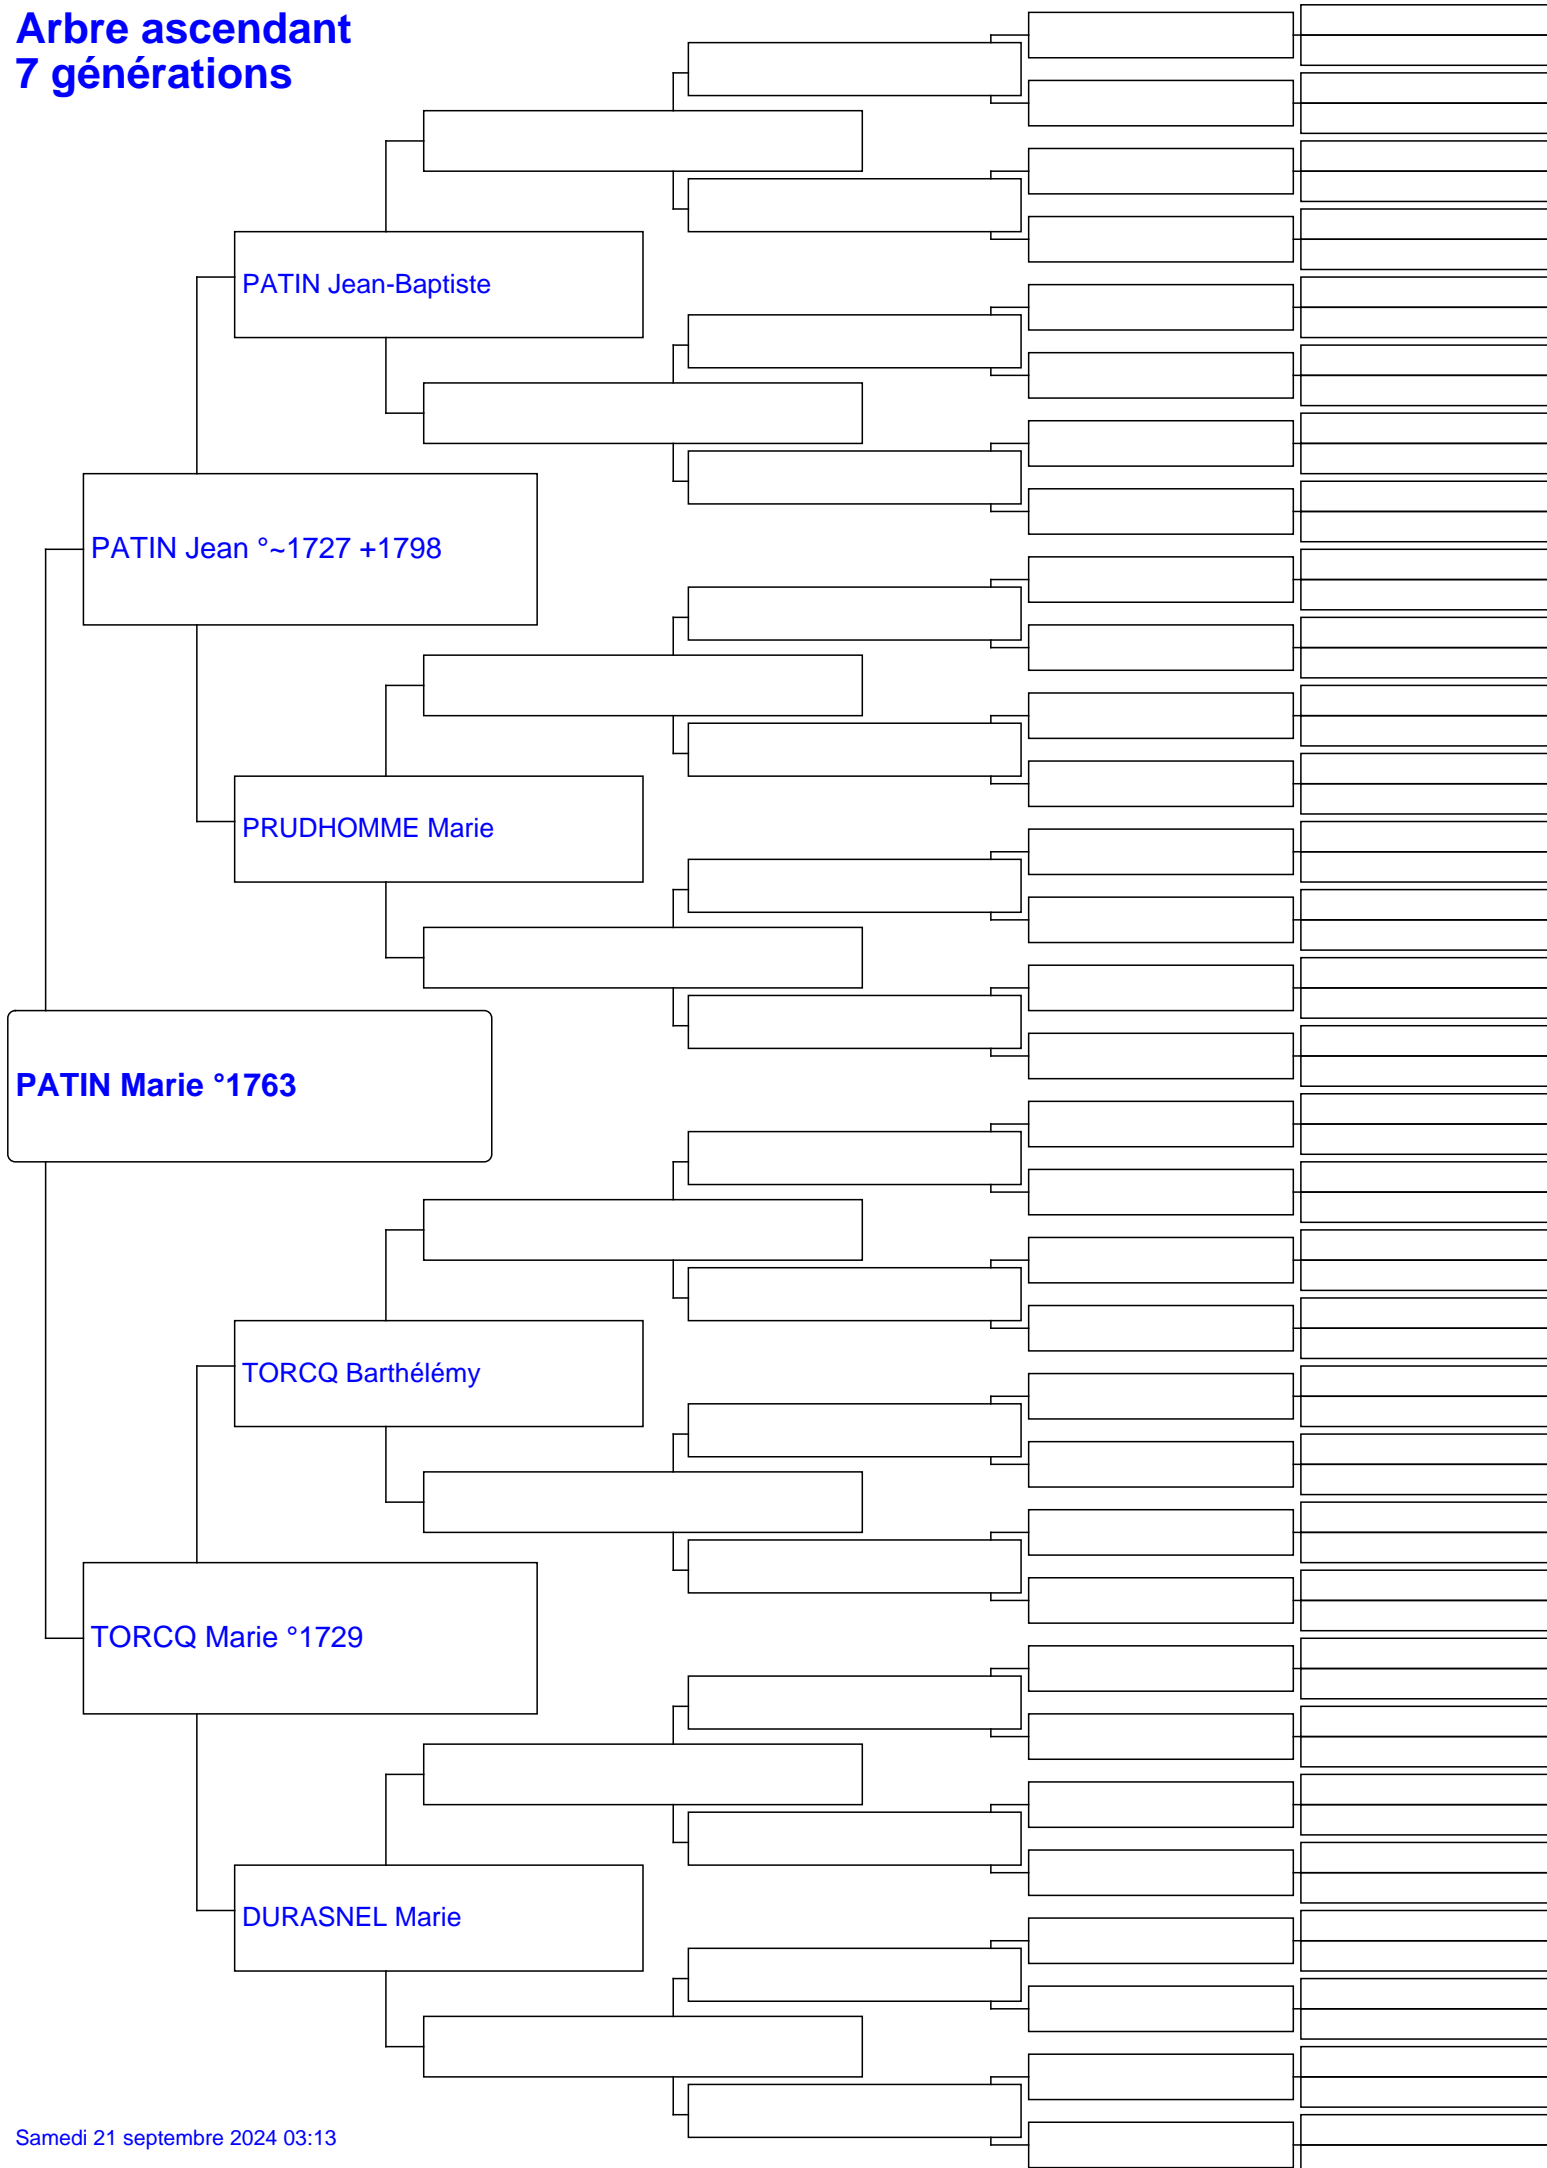 Arbre ascendant
7 générations
PATIN Jean-Baptiste
PATIN Jean °~1727 +1798
PRUDHOMME Marie
PATIN Marie °1763
TORCQ Barthélémy
TORCQ Marie °1729
DURASNEL Marie
Samedi 21 septembre 2024 03:13